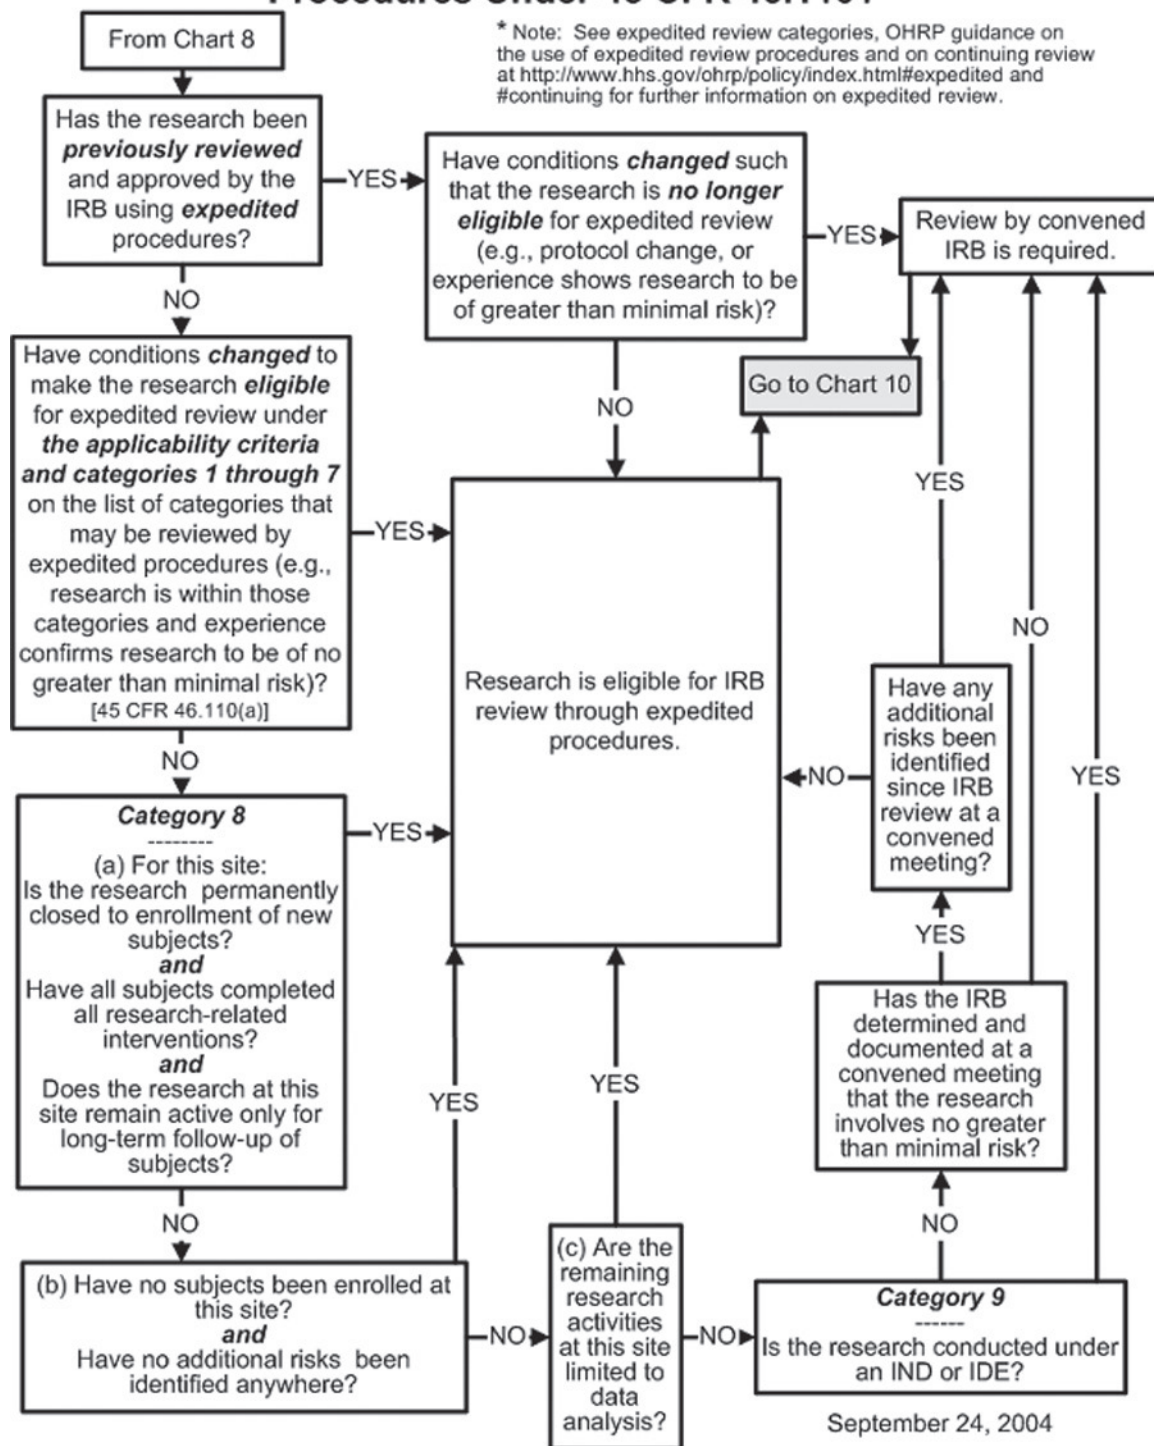 From Chart 8
* Note: See expedited review categories, OHRP guidance on
the use of expedited review procedures and on continuing review
at http://www.hhs.gov/ohrp/policy/index.html#expedited and
#continuing for further information on expedited review.
Has the research been
previously reviewed
and approved by the
IRB using expedited
procedures?
YES
Have conditions changed such
that the research is no longer
eligible for expedited review
(e.g., protocol change, or
experience shows research to be
of greater than minimal risk)?
YES
Review by convened
IRB is required.
NO
Have conditions changed to
make the research eligible
for expedited review under
the applicability criteria
and categories 1 through 7
on the list of categories that
may be reviewed by
expedited procedures (e.g.,
research is within those
categories and experience
confirms research to be of no
greater than minimal risk)?
[45 CFR 46.110(a)]
NO
Go to Chart 10
YES
YES
NO
YES
Research is eligible for IRB
review through expedited
procedures.
Have any
additional
risks been
identified
since IRB
review at a
convened
meeting?
NO
NO
Category 8
--------
(a) For this site:
Is the research permanently
closed to enrollment of new
subjects?
and
Have all subjects completed
all research-related
interventions?
and
Does the research at this
site remain active only for
long-term follow-up of
subjects?
YES
YES
Has the IRB
determined and
documented at a
convened meeting
that the research
involves no greater
than minimal risk?
YES
YES
NO
NO
(b) Have no subjects been enrolled at
this site?
and
Have no additional risks been
identified anywhere?
NO
(c) Are the
remaining
research
activities
at this site
limited to
data
analysis?
NO
Category 9
------
Is the research conducted under
an IND or IDE?
September 24, 2004